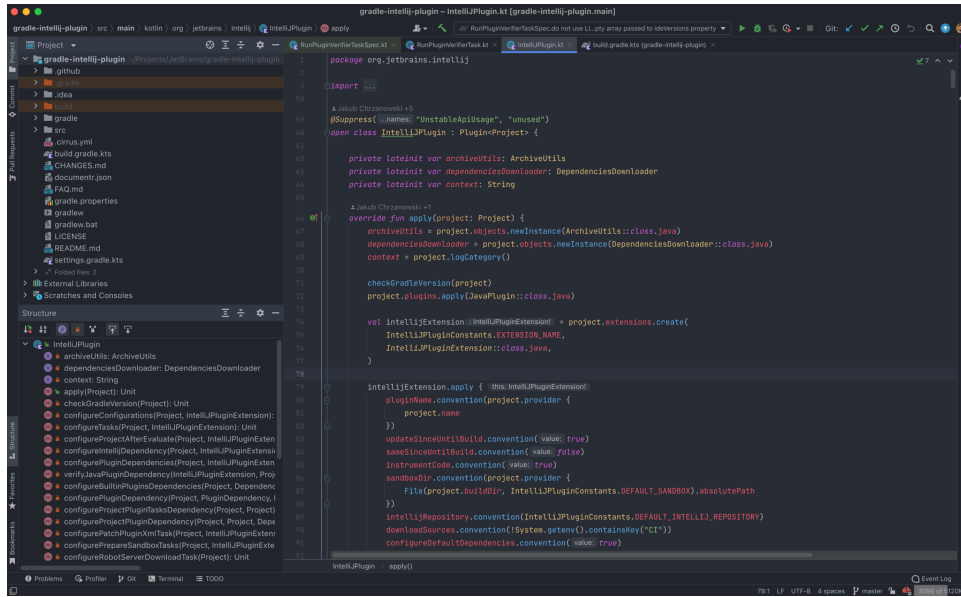 gradle-intellij-plugin – IntelliJPlugin.kt [gradle-intellij-plugin.main]
gradle-intellij-plugin › src › main › kotlin › org › jetbrains › intellij › IntelliJPlugin › apply
RunPluginVerifierTaskSpec.do not use Li...pty array passed to ideVersions property
Git:
Project
RunPluginVerifierTaskSpec.kt
RunPluginVerifierTask.kt
IntelliJPlugin.kt
build.gradle.kts (gradle-intellij-plugin)
Project
Commit
Pull Requests
gradle-intellij-plugin ~/Projects/JetBrains/gradle-intellij-plugin
.github
.gradle
.idea
build
gradle
src
.cirrus.yml
build.gradle.kts
CHANGES.md
documentr.json
FAQ.md
gradle.properties
gradlew
gradlew.bat
LICENSE
README.md
settings.gradle.kts
Folded files: 2
External Libraries
Scratches and Consoles
Structure
IntelliJPlugin
archiveUtils: ArchiveUtils
dependenciesDownloader: DependenciesDownloader
context: String
apply(Project): Unit
checkGradleVersion(Project): Unit
configureConfigurations(Project, IntelliJPluginExtension):
configureTasks(Project, IntelliJPluginExtension): Unit
configureProjectAfterEvaluate(Project, IntelliJPluginExten
configureIntellijDependency(Project, IntelliJPluginExtensi
configurePluginDependencies(Project, IntelliJPluginExten
verifyJavaPluginDependency(IntelliJPluginExtension, Proj
configureBuiltinPluginsDependencies(Project, Dependenc
configurePluginDependency(Project, PluginDependency, I
configureProjectPluginTasksDependency(Project, Project)
configureProjectPluginDependency(Project, Project, Depe
configurePatchPluginXmlTask(Project, IntelliJPluginExtens
configurePrepareSandboxTasks(Project, IntelliJPluginExte
configureRobotServerDownloadTask(Project): Unit
Structure
Favorites
Bookmarks
1 package org.jetbrains.intellij
2
3 import ...
58
Jakub Chrzanowski +5
59 @Suppress( ...names: "UnstableApiUsage", "unused")
60 open class IntelliJPlugin : Plugin<Project> {
61
62 private lateinit var archiveUtils: ArchiveUtils
63 private lateinit var dependenciesDownloader: DependenciesDownloader
64 private lateinit var context: String
65
Jakub Chrzanowski +1
66 override fun apply(project: Project) {
67 archiveUtils = project.objects.newInstance(ArchiveUtils::class.java)
68 dependenciesDownloader = project.objects.newInstance(DependenciesDownloader::class.java)
69 context = project.logCategory()
70
71 checkGradleVersion(project)
72 project.plugins.apply(JavaPlugin::class.java)
73
74 val intellijExtension : IntelliJPluginExtension! = project.extensions.create(
75 IntelliJPluginConstants.EXTENSION_NAME,
76 IntelliJPluginExtension::class.java,
77 )
78
79 intellijExtension.apply { this: IntelliJPluginExtension!
80 pluginName.convention(project.provider {
81 project.name
82 })
83 updateSinceUntilBuild.convention( value: true)
84 sameSinceUntilBuild.convention( value: false)
85 instrumentCode.convention( value: true)
86 sandboxDir.convention(project.provider {
87 File(project.buildDir, IntelliJPluginConstants.DEFAULT_SANDBOX).absolutePath
88 })
89 intellijRepository.convention(IntelliJPluginConstants.DEFAULT_INTELLIJ_REPOSITORY)
90 downloadSources.convention(!System.getenv().containsKey("CI"))
91 configureDefaultDependencies.convention( value: true)
92
7
IntelliJPlugin › apply()
Problems
Profiler
Git
Terminal
TODO
Event Log
78:1 LF UTF-8 4 spaces master 3096 of 5120M